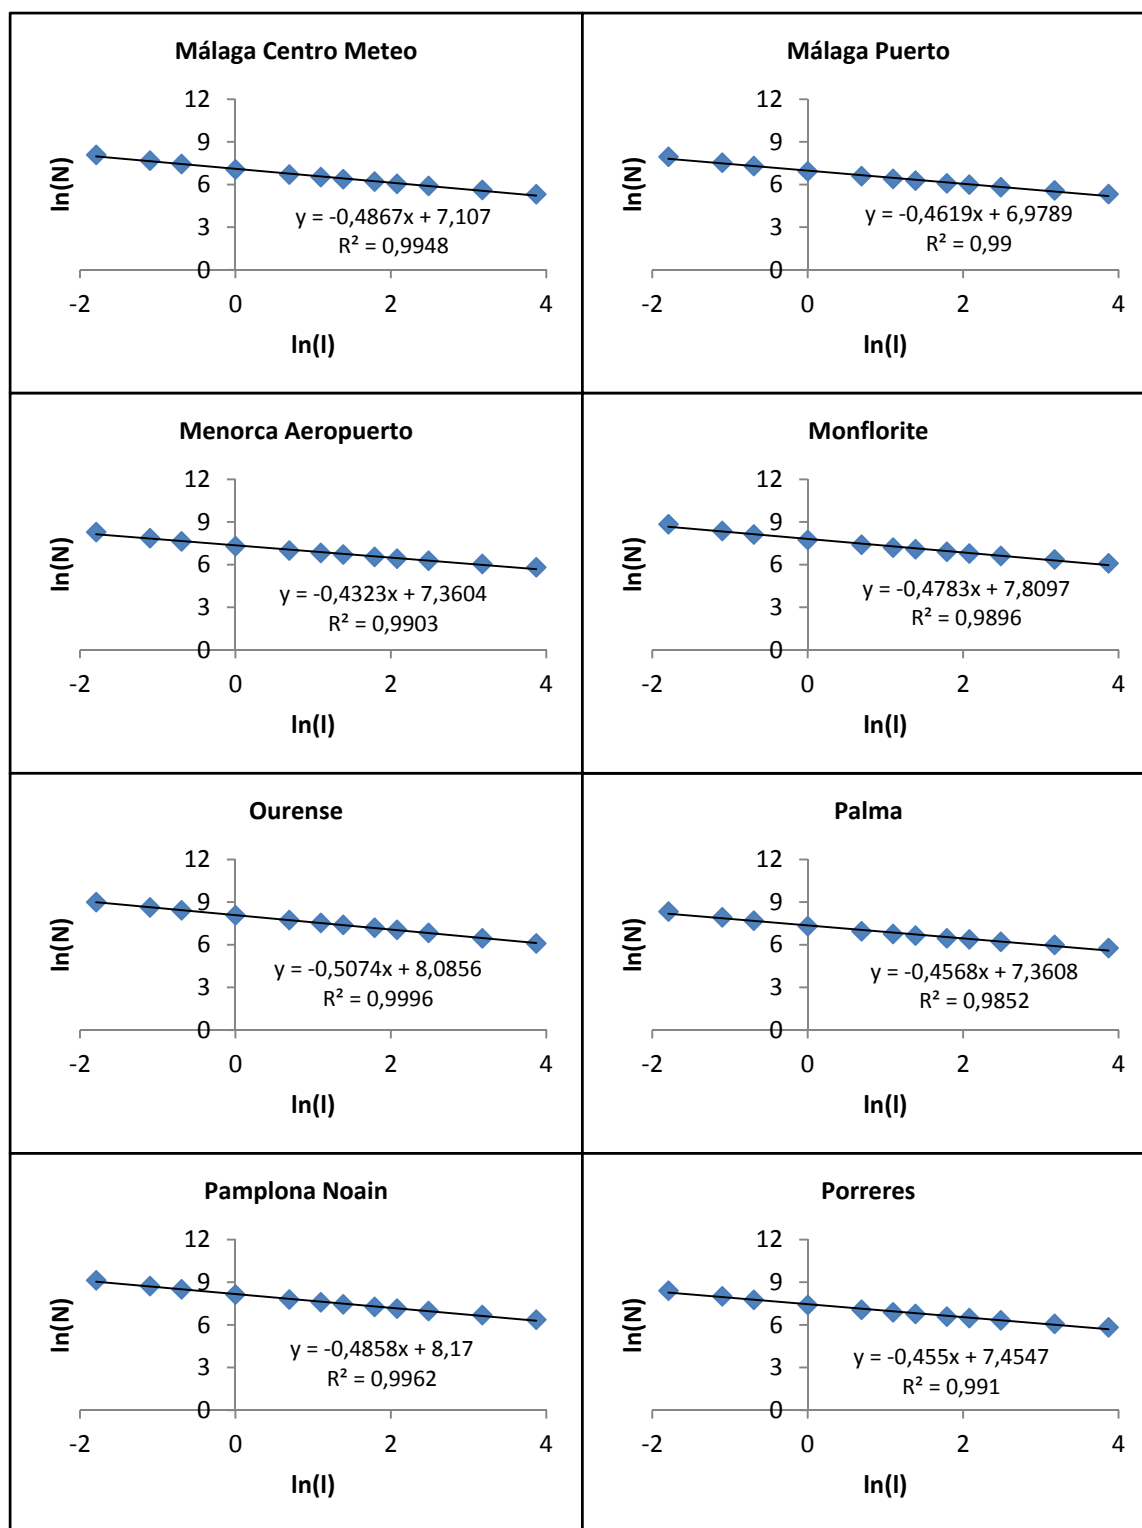 Málaga Centro Meteo
12
9
6
3
0
-2 0 2 4
ln(N)
ln(l)
y = -0,4867x + 7,107
R² = 0,9948
Málaga Puerto
12
9
6
3
0
-2 0 2 4
ln(N)
ln(l)
y = -0,4619x + 6,9789
R² = 0,99
Menorca Aeropuerto
12
9
6
3
0
-2 0 2 4
ln(N)
ln(l)
y = -0,4323x + 7,3604
R² = 0,9903
Monflorite
12
9
6
3
0
-2 0 2 4
ln(N)
ln(l)
y = -0,4783x + 7,8097
R² = 0,9896
Ourense
12
9
6
3
0
-2 0 2 4
ln(N)
ln(l)
y = -0,5074x + 8,0856
R² = 0,9996
Palma
12
9
6
3
0
-2 0 2 4
ln(N)
ln(l)
y = -0,4568x + 7,3608
R² = 0,9852
Pamplona Noain
12
9
6
3
0
-2 0 2 4
ln(N)
ln(l)
y = -0,4858x + 8,17
R² = 0,9962
Porreres
12
9
6
3
0
-2 0 2 4
ln(N)
ln(l)
y = -0,455x + 7,4547
R² = 0,991